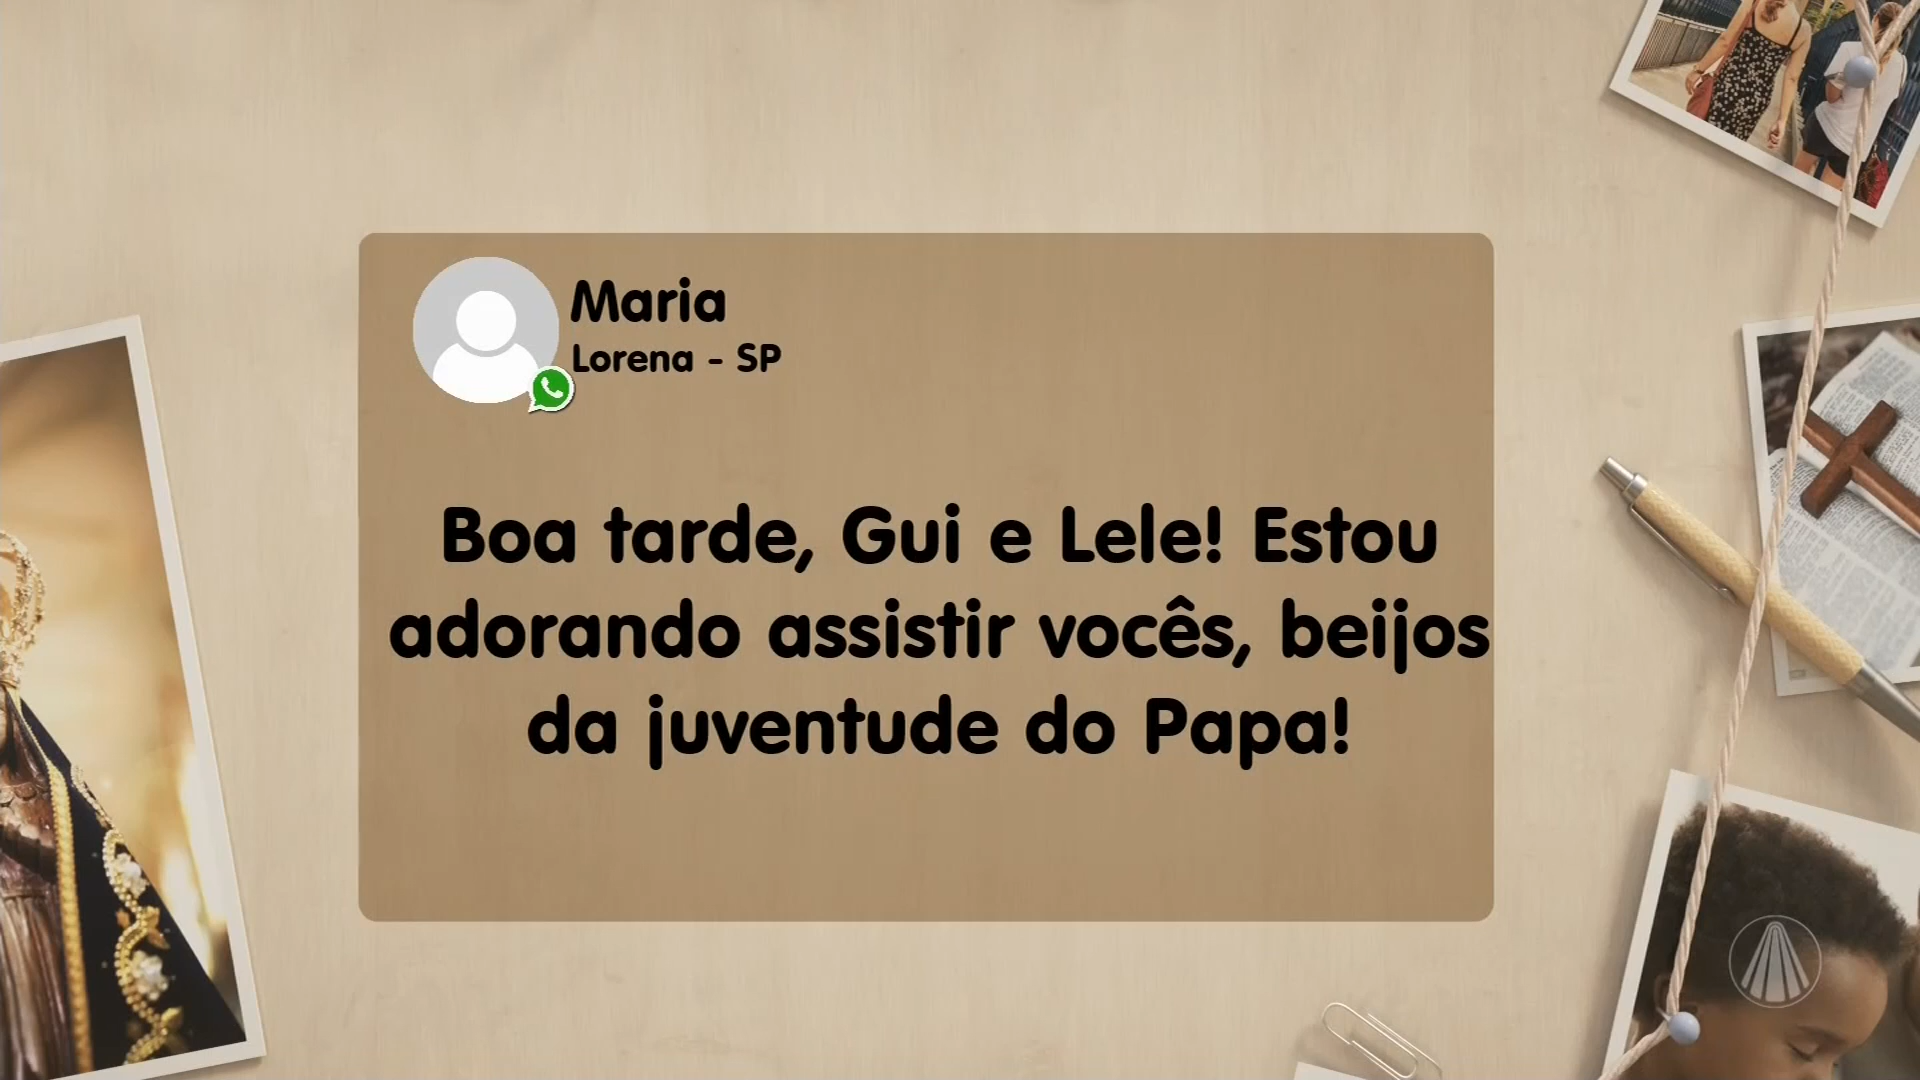 Maria
Lorena - SP
Boa tarde, Gui e Lele! Estou
adorando assistir vocês, beijos
da juventude do Papa!